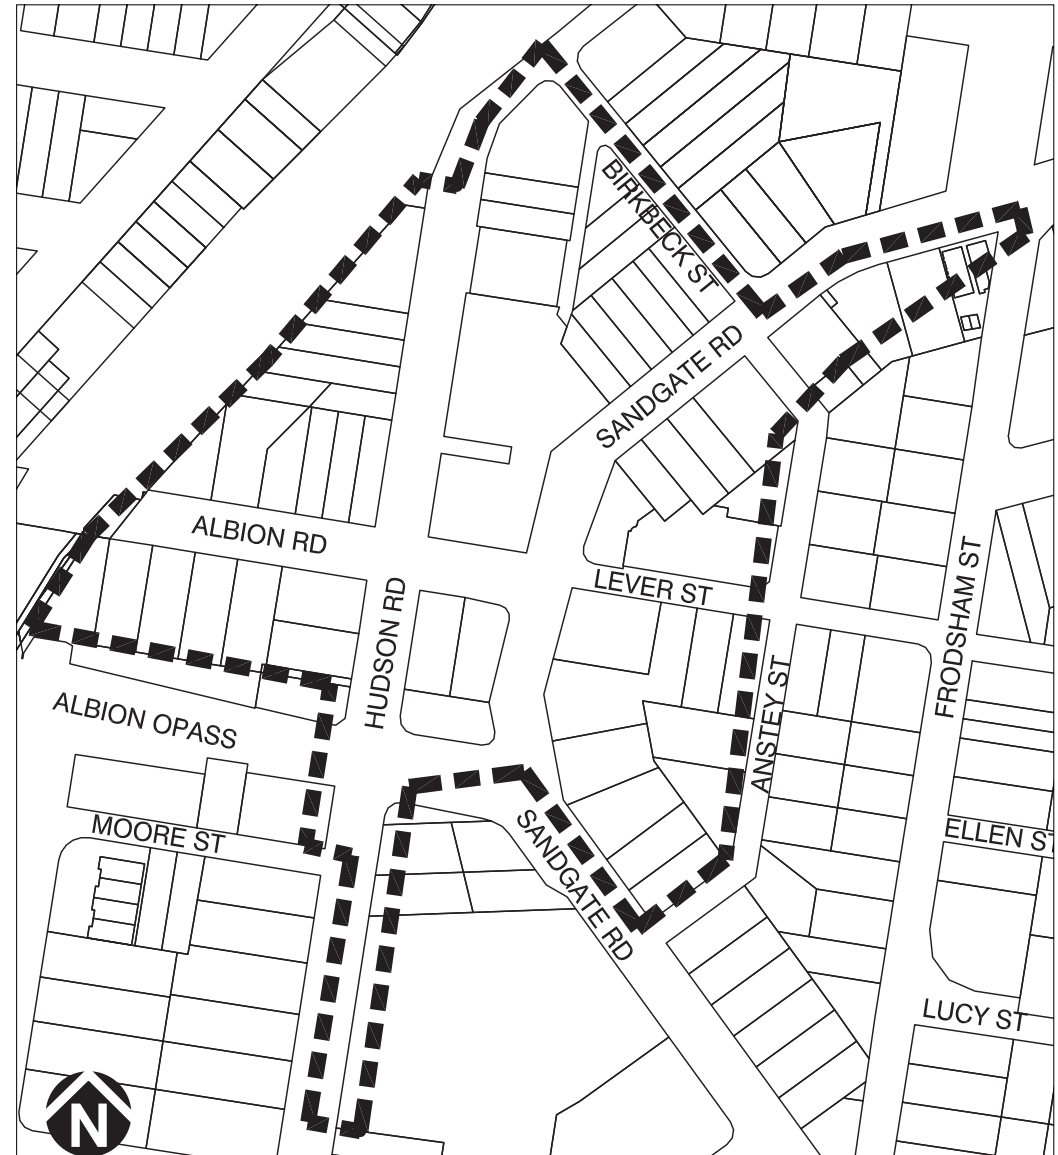 BIRKBECK ST
SANDGATE RD
ALBION RD
LEVER ST
HUDSON RD
FRODSHAM ST
ANSTEY ST
ALBION OPASS
MOORE ST
SANDGATE RD
ELLEN ST
LUCY ST
N